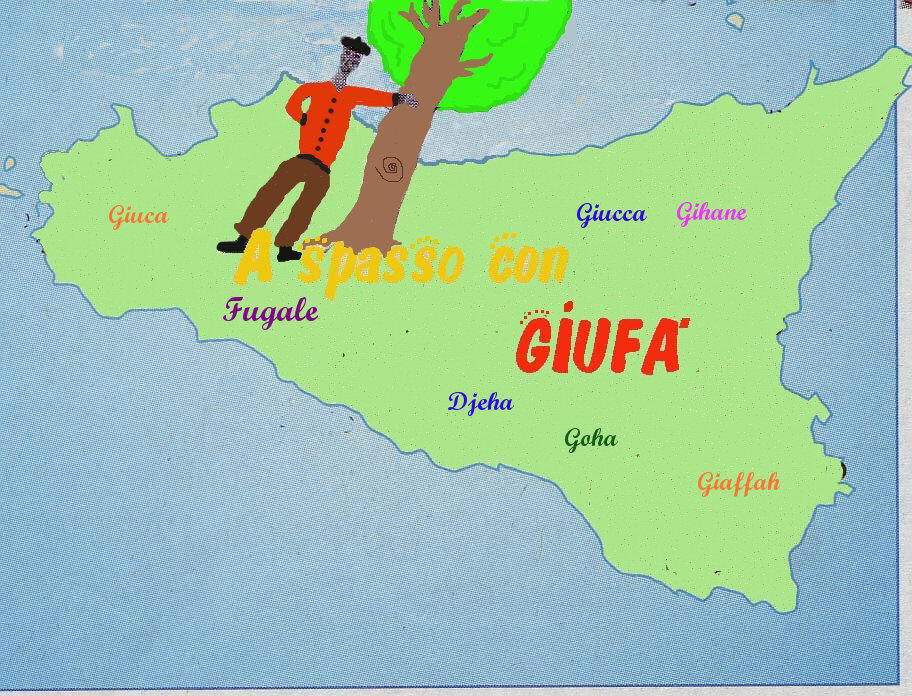 Giuca
Giucca Gihane
A spasso con
Fugale
GiUFA'
Djeha
Goha
Giaffah